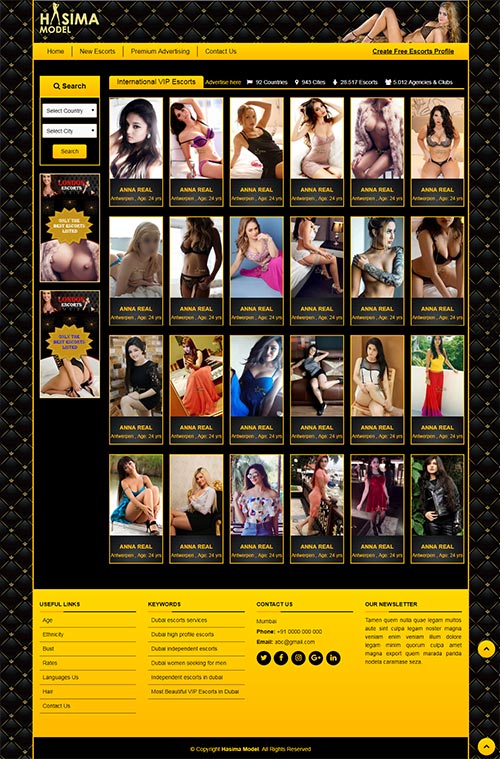 HASIMA
MODEL
Home New Escorts Premium Advertising Contact Us Create Free Escorts Profile
Search
Select Country
Select City
Search
LONDON
ESCORTS
ONLY THE
BEST ESCORTS
LISTED
LONDON
ESCORTS
ONLY THE
BEST ESCORTS
LISTED
International VIP Escorts Advertise here 92 Countries 943 Cities 28.517 Escorts 5.012 Agencies & Clubs
ANNA REAL ANNA REAL ANNA REAL ANNA REAL ANNA REAL ANNA REAL
Antwerpen , Age: 24 yrs Antwerpen , Age: 24 yrs Antwerpen , Age: 24 yrs Antwerpen , Age: 24 yrs Antwerpen , Age: 24 yrs Antwerpen , Age: 24 yrs
ANNA REAL ANNA REAL ANNA REAL ANNA REAL ANNA REAL ANNA REAL
Antwerpen , Age: 24 yrs Antwerpen , Age: 24 yrs Antwerpen , Age: 24 yrs Antwerpen , Age: 24 yrs Antwerpen , Age: 24 yrs Antwerpen , Age: 24 yrs
ANNA REAL ANNA REAL ANNA REAL ANNA REAL ANNA REAL ANNA REAL
Antwerpen , Age: 24 yrs Antwerpen , Age: 24 yrs Antwerpen , Age: 24 yrs Antwerpen , Age: 24 yrs Antwerpen , Age: 24 yrs Antwerpen , Age: 24 yrs
ANNA REAL ANNA REAL ANNA REAL ANNA REAL ANNA REAL ANNA REAL
Antwerpen , Age: 24 yrs Antwerpen , Age: 24 yrs Antwerpen , Age: 24 yrs Antwerpen , Age: 24 yrs Antwerpen , Age: 24 yrs Antwerpen , Age: 24 yrs
USEFUL LINKS
Age
Ethnicity
Bust
Rates
Languages Us
Hair
Contact Us
KEYWORDS
Dubai escorts services
Dubai high profile escorts
Dubai independent escorts
Dubai women seeking for men
Independent escorts in dubai
Most Beautiful VIP Escorts in Dubai
CONTACT US
Mumbai
Phone: +91 0000 000 000
Email: abc@gmail.com
OUR NEWSLETTER
Tamen quem nulla quae legam multos
aute sint culpa legam noster magna
veniam enim veniam illum dolore
legam minim quorum culpa amet
magna export quem marada parida
nodela caramase seza.
© Copyright Hasima Model. All Rights Reserved